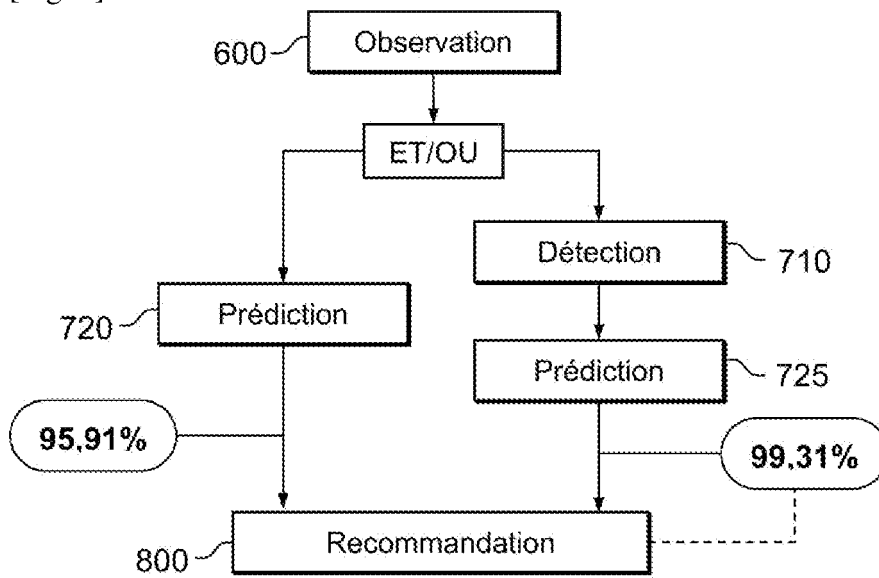 Observation
600
ET/OU
Détection
710
Prédiction
720
Prédiction
725
95,91%
99,31%
Recommandation
800